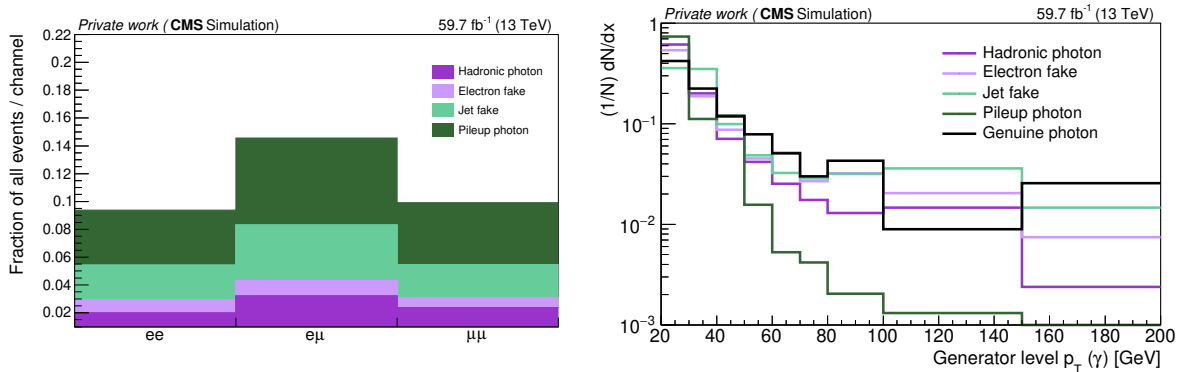 Private work (CMS Simulation 59.7 fb⁻¹ (13 TeV)
Fraction of all events / channel
0.22
0.2
0.18
0.16
0.14
0.12
0.1
0.08
0.06
0.04
0.02
Hadronic photon
Electron fake
Jet fake
Pileup photon
ee eμ μμ
Private work (CMS Simulation 59.7 fb⁻¹ (13 TeV)
(1/N) dN/dx
1
10⁻¹
10⁻²
10⁻³
Hadronic photon
Electron fake
Jet fake
Pileup photon
Genuine photon
20 40 60 80 100 120 140 160 180 200
Generator level p_T (γ) [GeV]